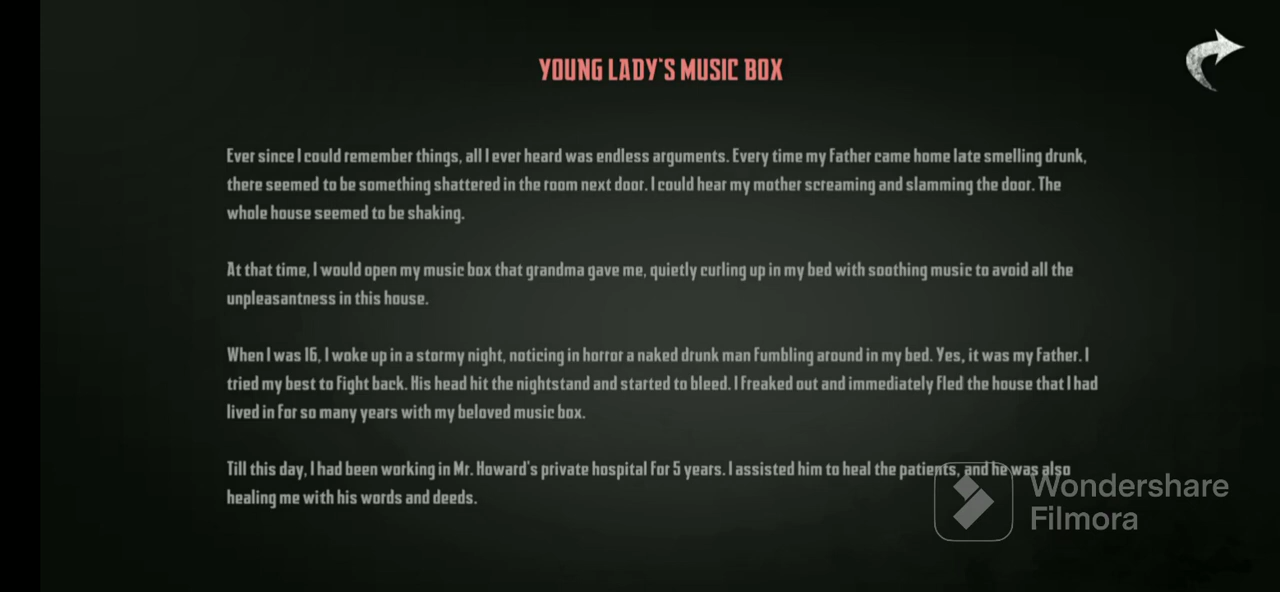 YOUNG LADY'S MUSIC BOX
Ever since I could remember things, all I ever heard was endless arguments. Every time my father came home late smelling drunk,
there seemed to be something shattered in the room next door. I could hear my mother screaming and slamming the door. The
whole house seemed to be shaking.
At that time, I would open my music box that grandma gave me, quietly curling up in my bed with soothing music to avoid all the
unpleasantness in this house.
When I was 16, I woke up in a stormy night, noticing in horror a naked drunk man fumbling around in my bed. Yes, it was my father. I
tried my best to fight back. His head hit the nightstand and started to bleed. I freaked out and immediately fled the house that I had
lived in for so many years with my beloved music box.
Till this day, I had been working in Mr. Howard's private hospital for 5 years. I assisted him to heal the patients, and he was also
healing me with his words and deeds.
Wondershare
Filmora